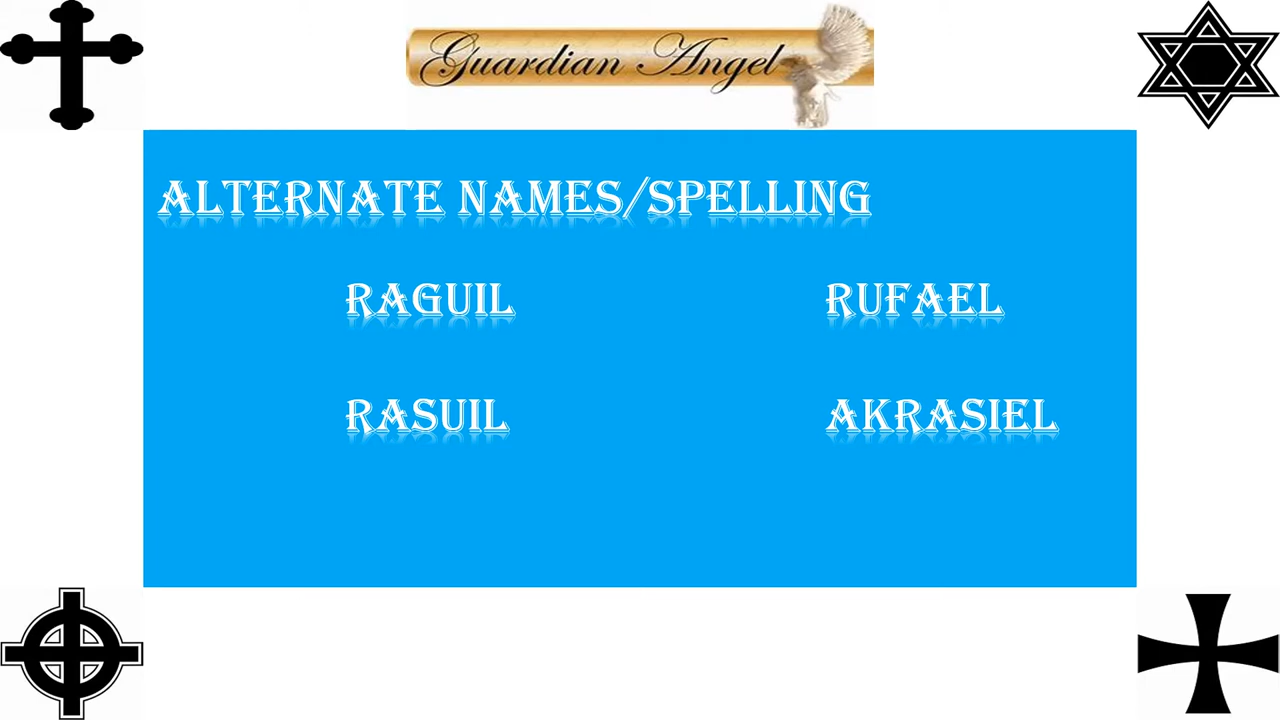 Guardian Angel
ALTERNATE NAMES/SPELLING
RAGUIL RUFAEL
RASUIL AKRASIEL